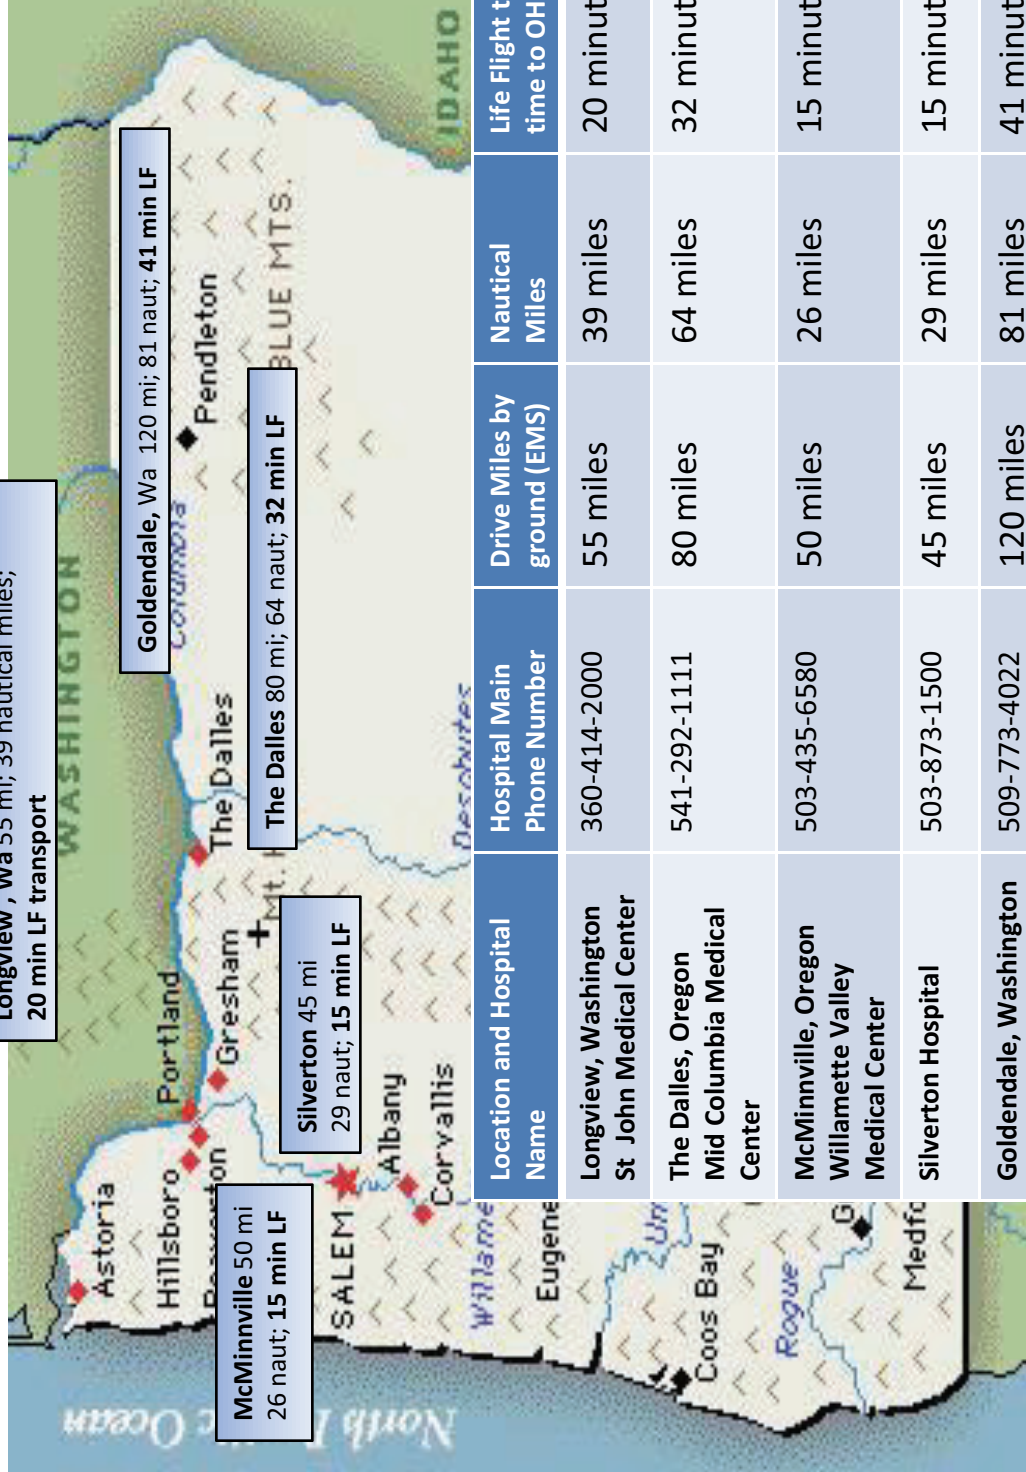 Longview , Wa 55 mi; 39 nautical miles;
20 min LF transport
WASHINGTON
IDAHO
Goldendale, Wa 120 mi; 81 naut; 41 min LF
Columbia
Pendleton
BLUE MTS.
The Dalles
The Dalles 80 mi; 64 naut; 32 min LF
Astoria
Portland
Hillsboro
Gresham
Mt.
Silverton 45 mi
29 naut; 15 min LF
McMinnville 50 mi
26 naut; 15 min LF
SALEM
Albany
Corvallis
Deschutes
Willame
Eugene
Um
Coos Bay
Rogue
G
Medfo
North
Ocean
Location and Hospital Name
Hospital Main Phone Number
Drive Miles by ground (EMS)
Nautical Miles
Life Flight t
time to OH
Longview, Washington
St John Medical Center
360-414-2000
55 miles
39 miles
20 minut
The Dalles, Oregon
Mid Columbia Medical
Center
541-292-1111
80 miles
64 miles
32 minut
McMinnville, Oregon
Willamette Valley
Medical Center
503-435-6580
50 miles
26 miles
15 minut
Silverton Hospital
503-873-1500
45 miles
29 miles
15 minut
Goldendale, Washington
509-773-4022
120 miles
81 miles
41 minut